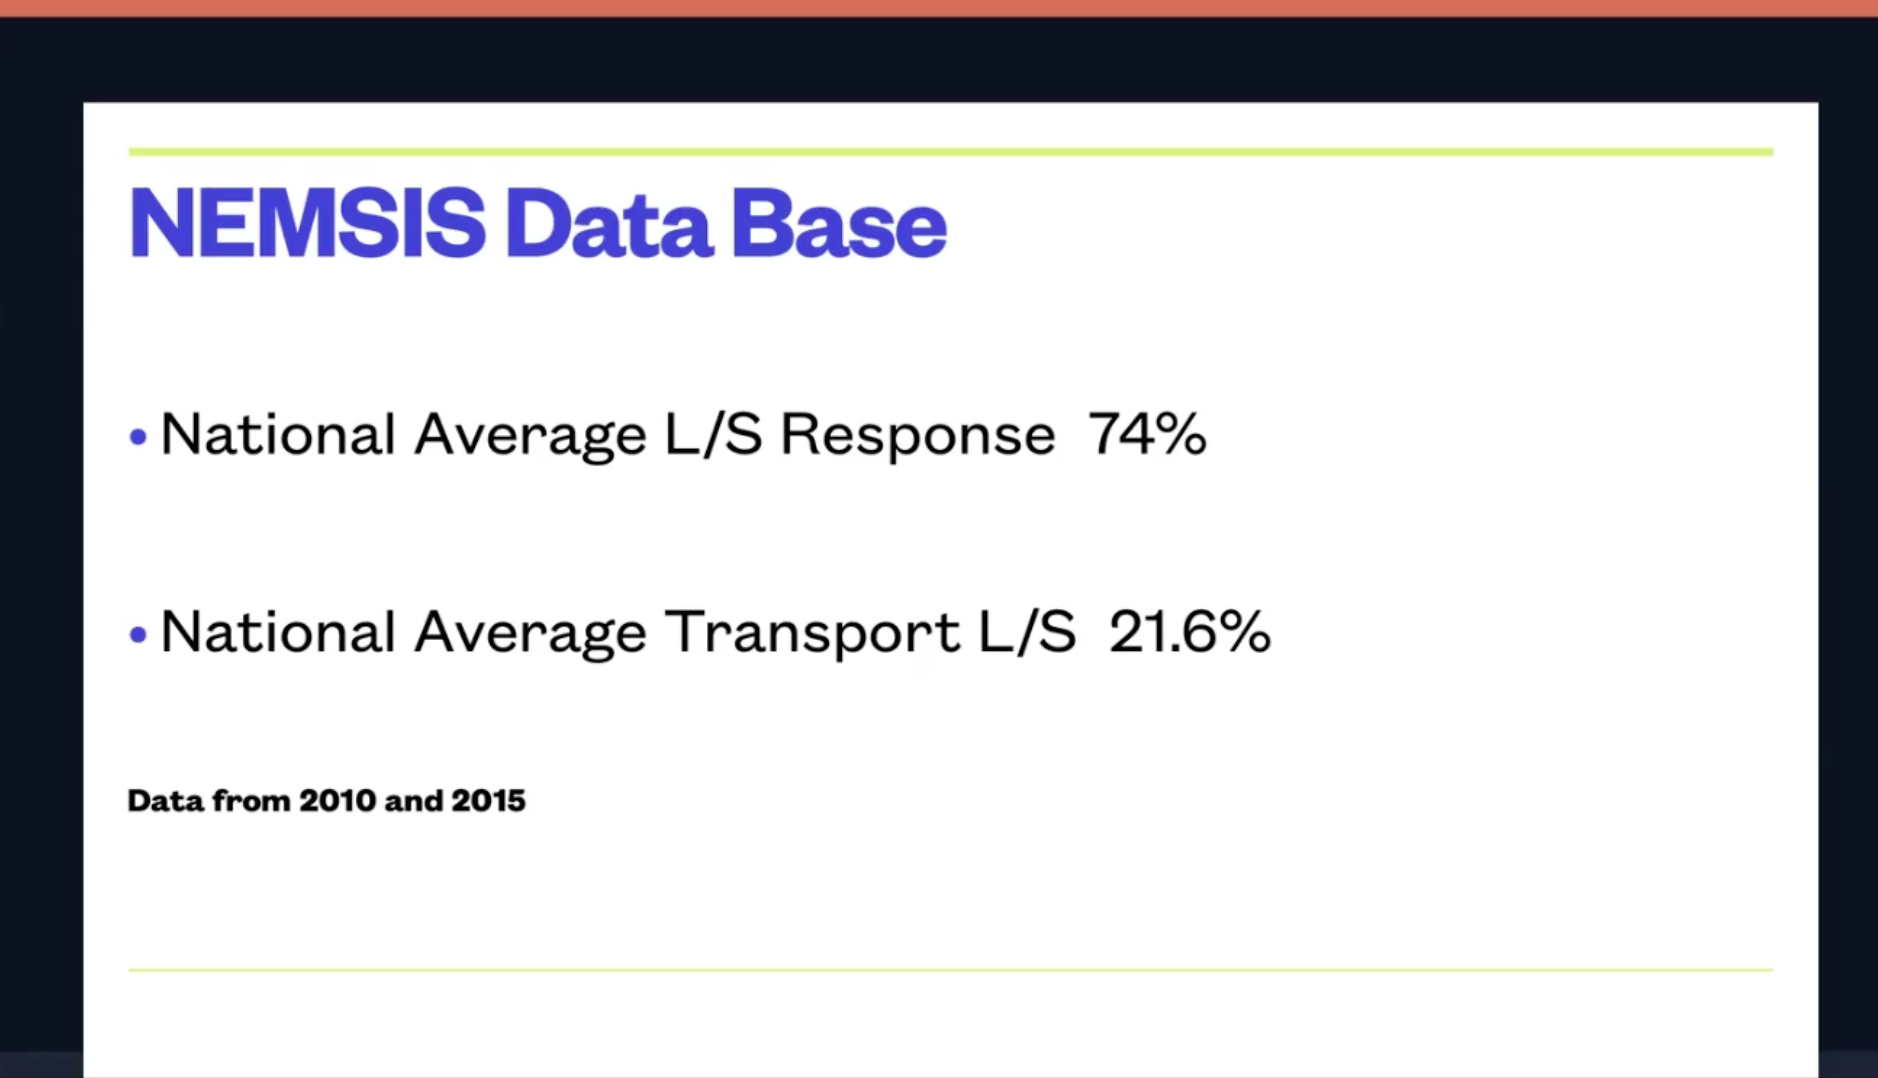 NEMSIS Data Base
• National Average L/S Response 74%
• National Average Transport L/S 21.6%
Data from 2010 and 2015